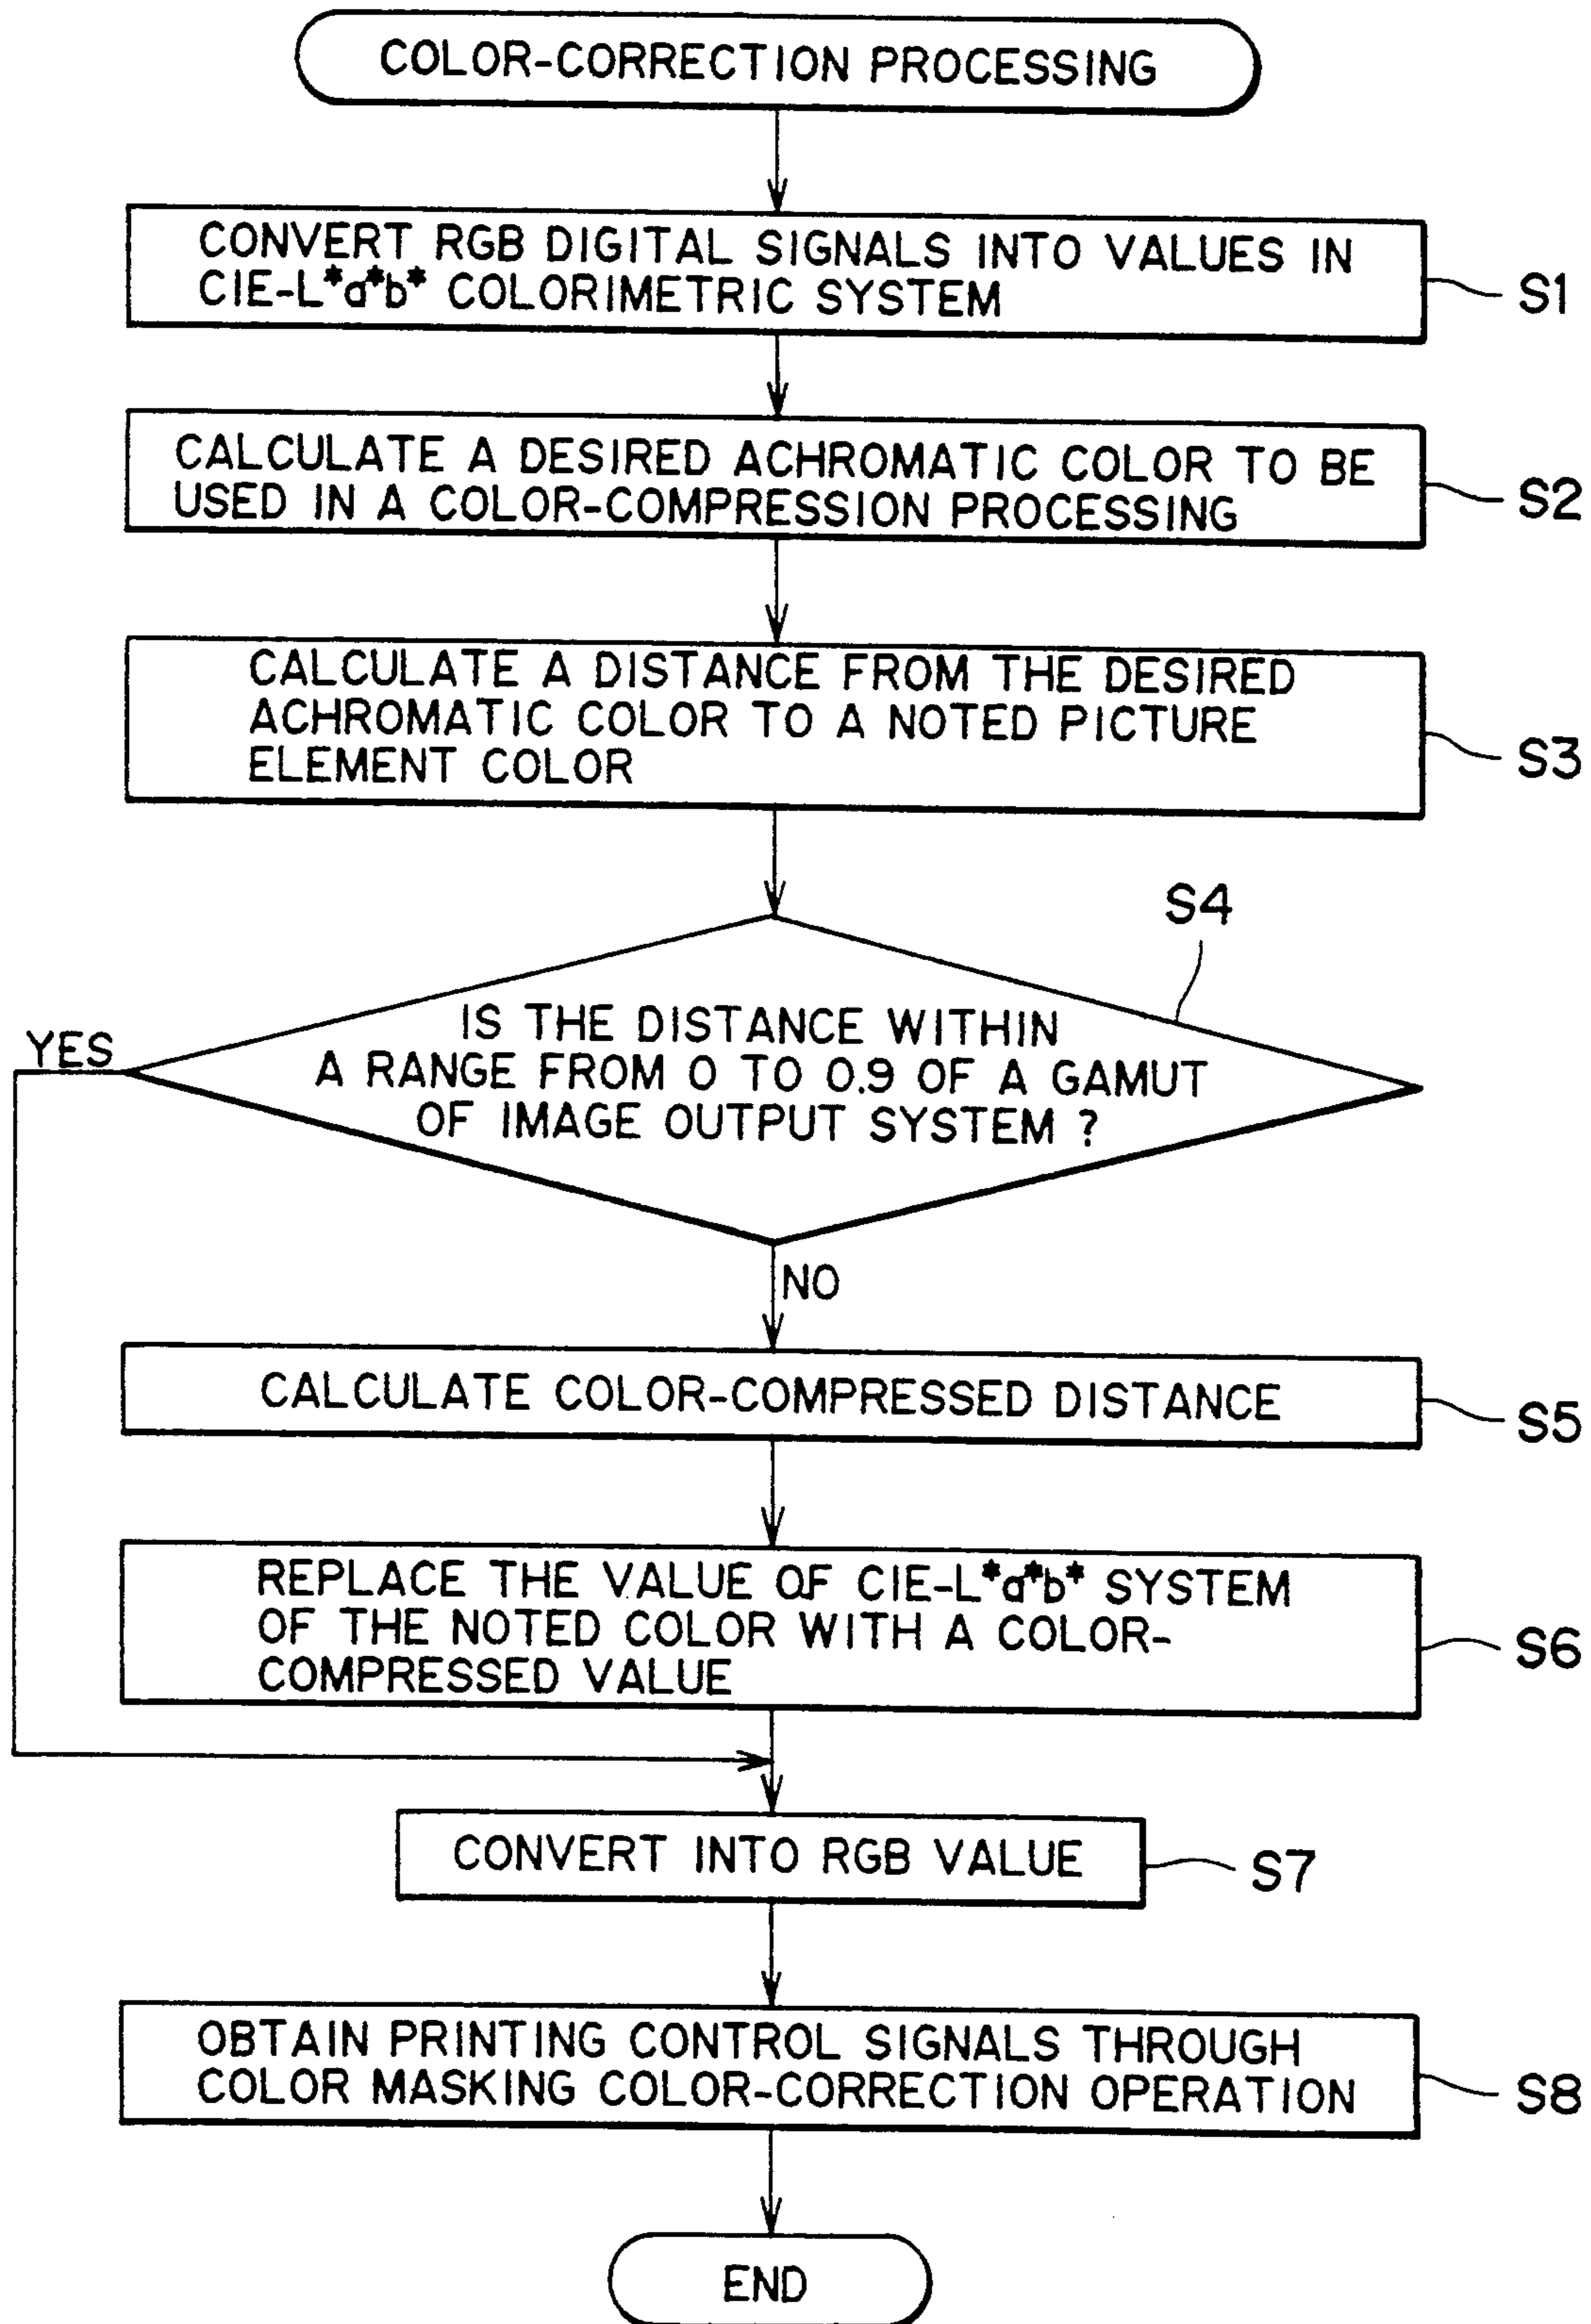 COLOR-CORRECTION PROCESSING
CONVERT RGB DIGITAL SIGNALS INTO VALUES IN
CIE-L*a*b* COLORIMETRIC SYSTEM
S1
CALCULATE A DESIRED ACHROMATIC COLOR TO BE
USED IN A COLOR-COMPRESSION PROCESSING
S2
CALCULATE A DISTANCE FROM THE DESIRED
ACHROMATIC COLOR TO A NOTED PICTURE
ELEMENT COLOR
S3
S4
IS THE DISTANCE WITHIN
A RANGE FROM 0 TO 0.9 OF A GAMUT
OF IMAGE OUTPUT SYSTEM ?
YES
NO
CALCULATE COLOR-COMPRESSED DISTANCE
S5
REPLACE THE VALUE OF CIE-L*a*b* SYSTEM
OF THE NOTED COLOR WITH A COLOR-
COMPRESSED VALUE
S6
CONVERT INTO RGB VALUE
S7
OBTAIN PRINTING CONTROL SIGNALS THROUGH
COLOR MASKING COLOR-CORRECTION OPERATION
S8
END